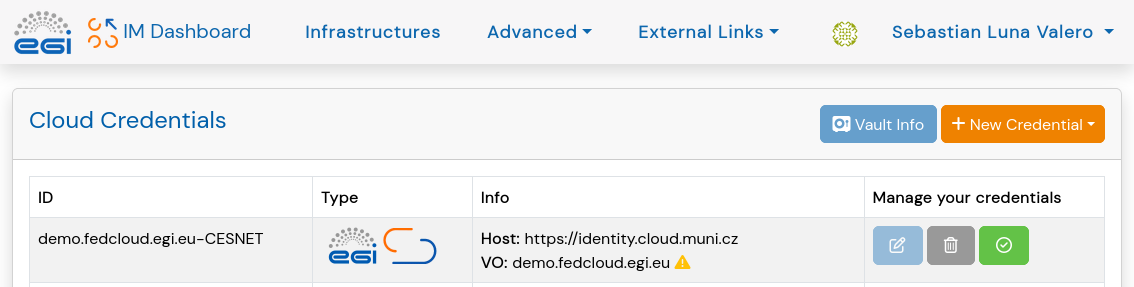 egi IM Dashboard Infrastructures Advanced External Links Sebastian Luna Valero
Cloud Credentials Vault Info New Credential
ID Type Info Manage your credentials
demo.fedcloud.egi.eu-CESNET egi Host: https://identity.cloud.muni.cz
VO: demo.fedcloud.egi.eu